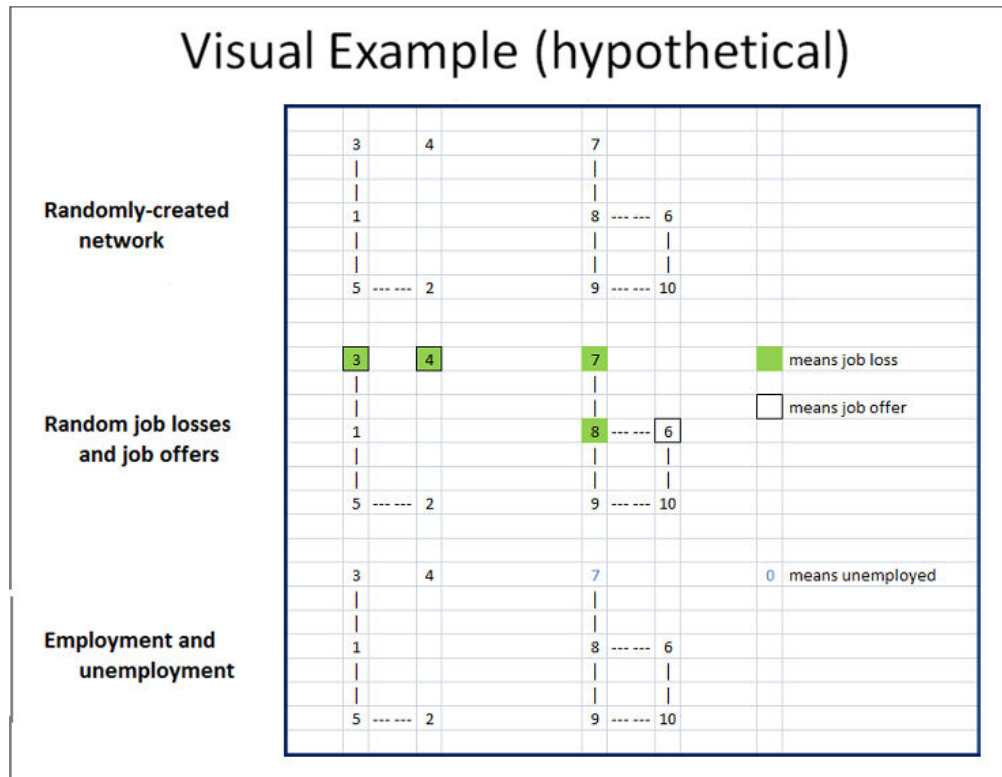 Visual Example (hypothetical)
3 4 7
| |
| |
Randomly-created
1 8 --- --- 6
network
| | |
| | |
5 --- --- 2 9 --- --- 10
3 4 7 means job loss
| |
| | means job offer
Random job losses
1 8 --- --- 6
and job offers
| | |
| | |
5 --- --- 2 9 --- --- 10
3 4 7 0 means unemployed
| |
| |
Employment and
1 8 --- --- 6
unemployment
| | |
| | |
5 --- --- 2 9 --- --- 10